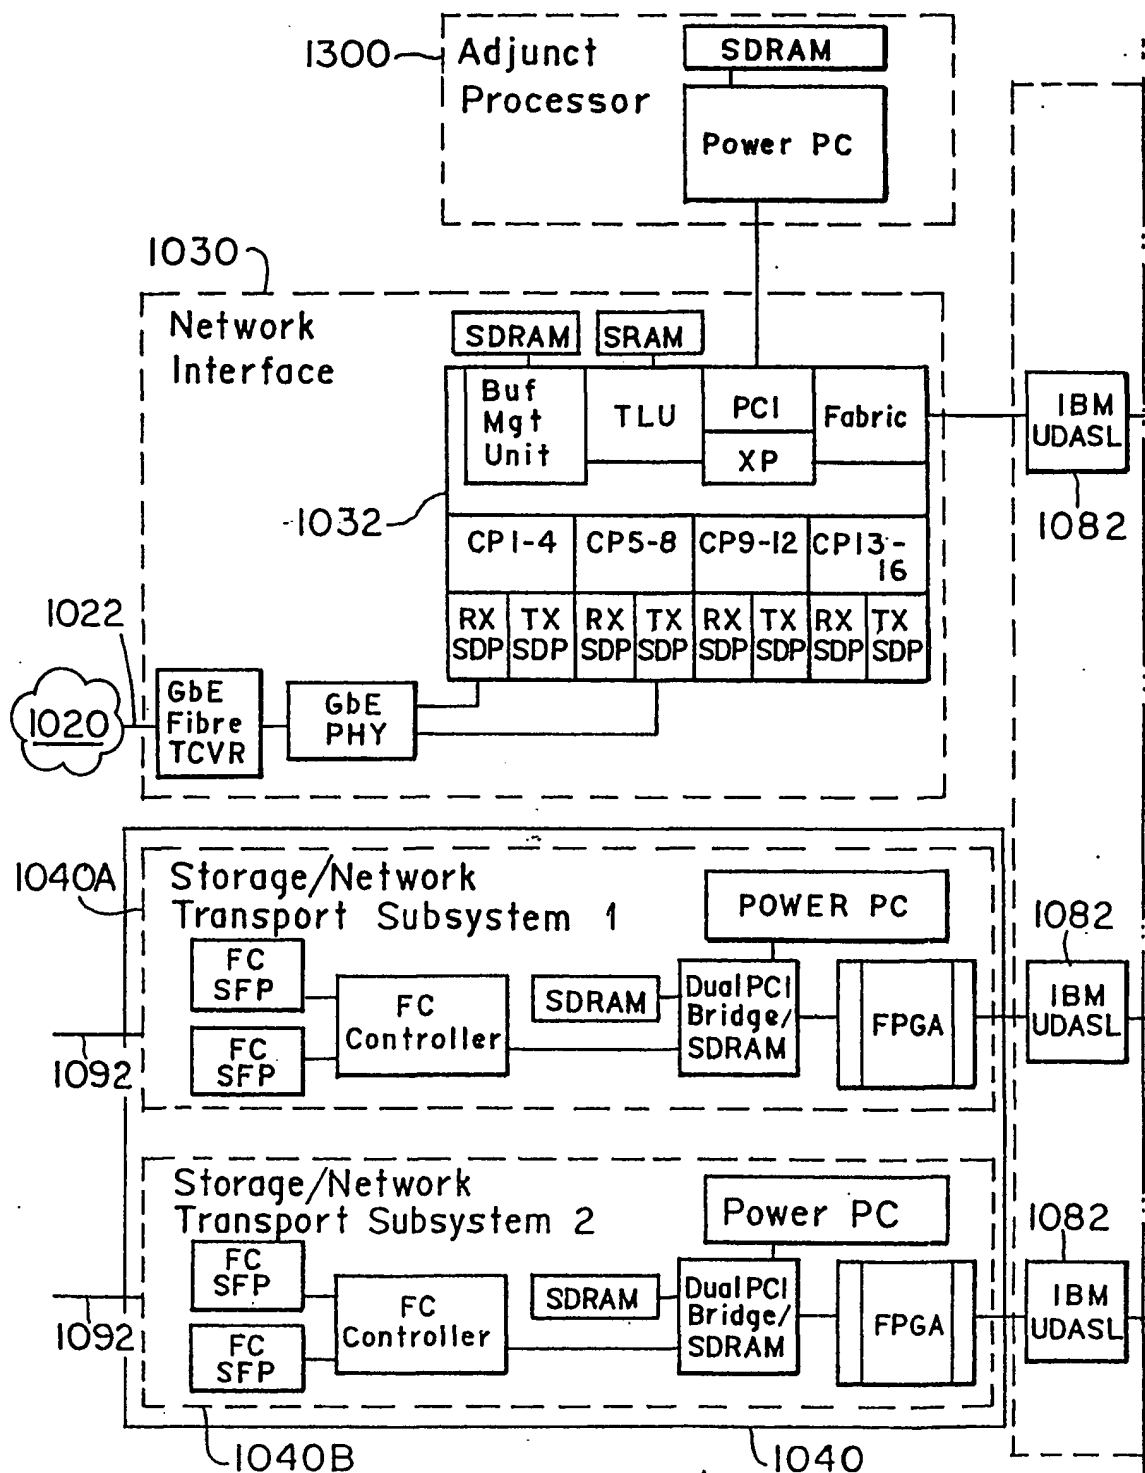 1300
Adjunct
Processor
SDRAM
Power PC
1030
Network
Interface
SDRAM
SRAM
Buf
Mgt
Unit
TLU
PCI
XP
Fabric
IBM
UDASL
1082
1032
CP1-4
CP5-8
CP9-12
CP13-
16
RX
SDP
TX
SDP
RX
SDP
TX
SDP
RX
SDP
TX
SDP
RX
SDP
TX
SDP
1022
1020
GbE
Fibre
TCVR
GbE
PHY
1040A
Storage/Network
Transport Subsystem 1
POWER PC
FC
SFP
FC
SFP
FC
Controller
SDRAM
Dual PCI
Bridge/
SDRAM
FPGA
1082
IBM
UDASL
1092
Storage/Network
Transport Subsystem 2
Power PC
FC
SFP
FC
SFP
FC
Controller
SDRAM
Dual PCI
Bridge/
SDRAM
FPGA
1082
IBM
UDASL
1092
1040B
1040